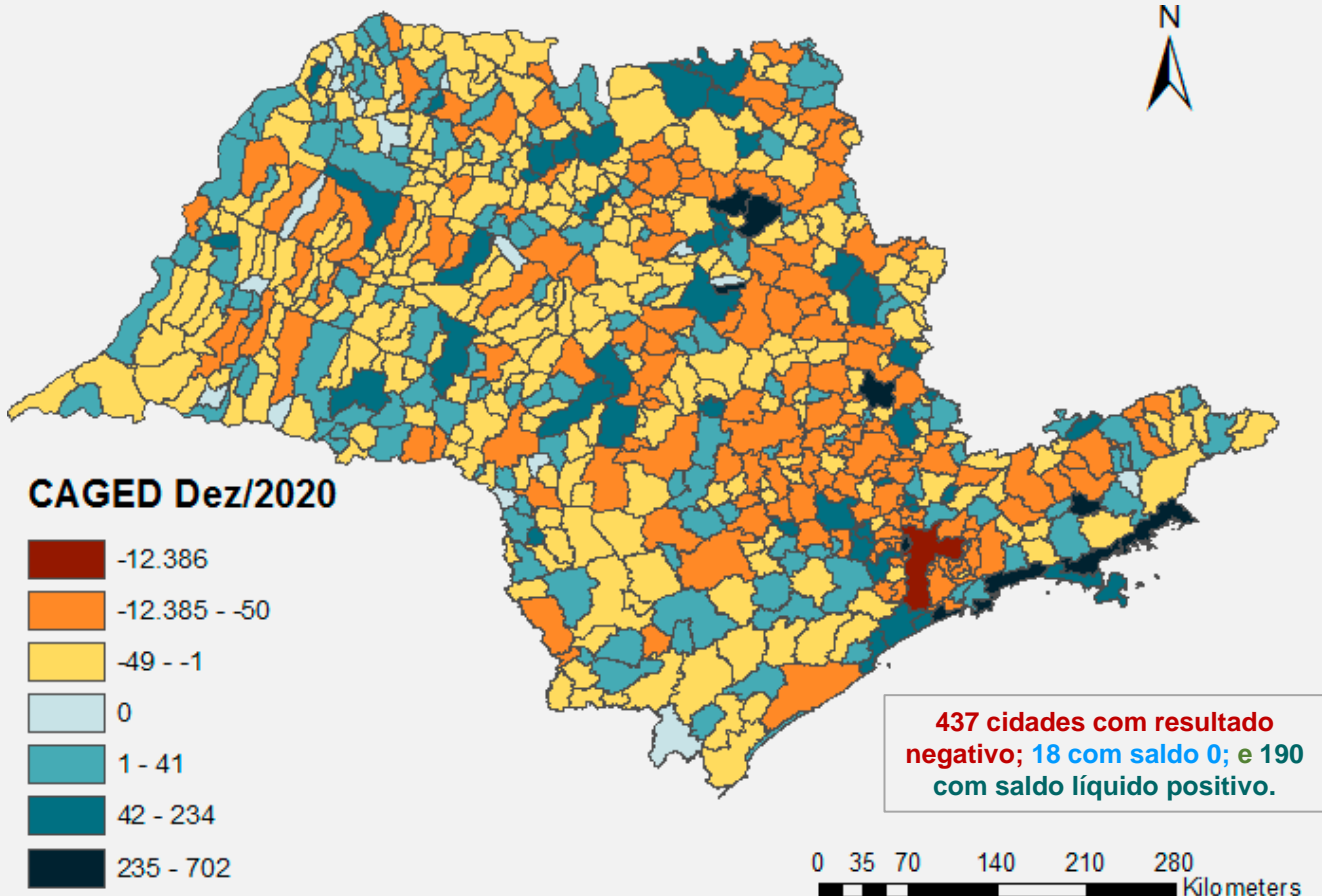 N
CAGED Dez/2020
-12.386
-12.385 - -50
-49 - -1
0
1 - 41
42 - 234
235 - 702
437 cidades com resultado
negativo; 18 com saldo 0; e 190
com saldo líquido positivo.
0 35 70 140 210 280
Kilometers